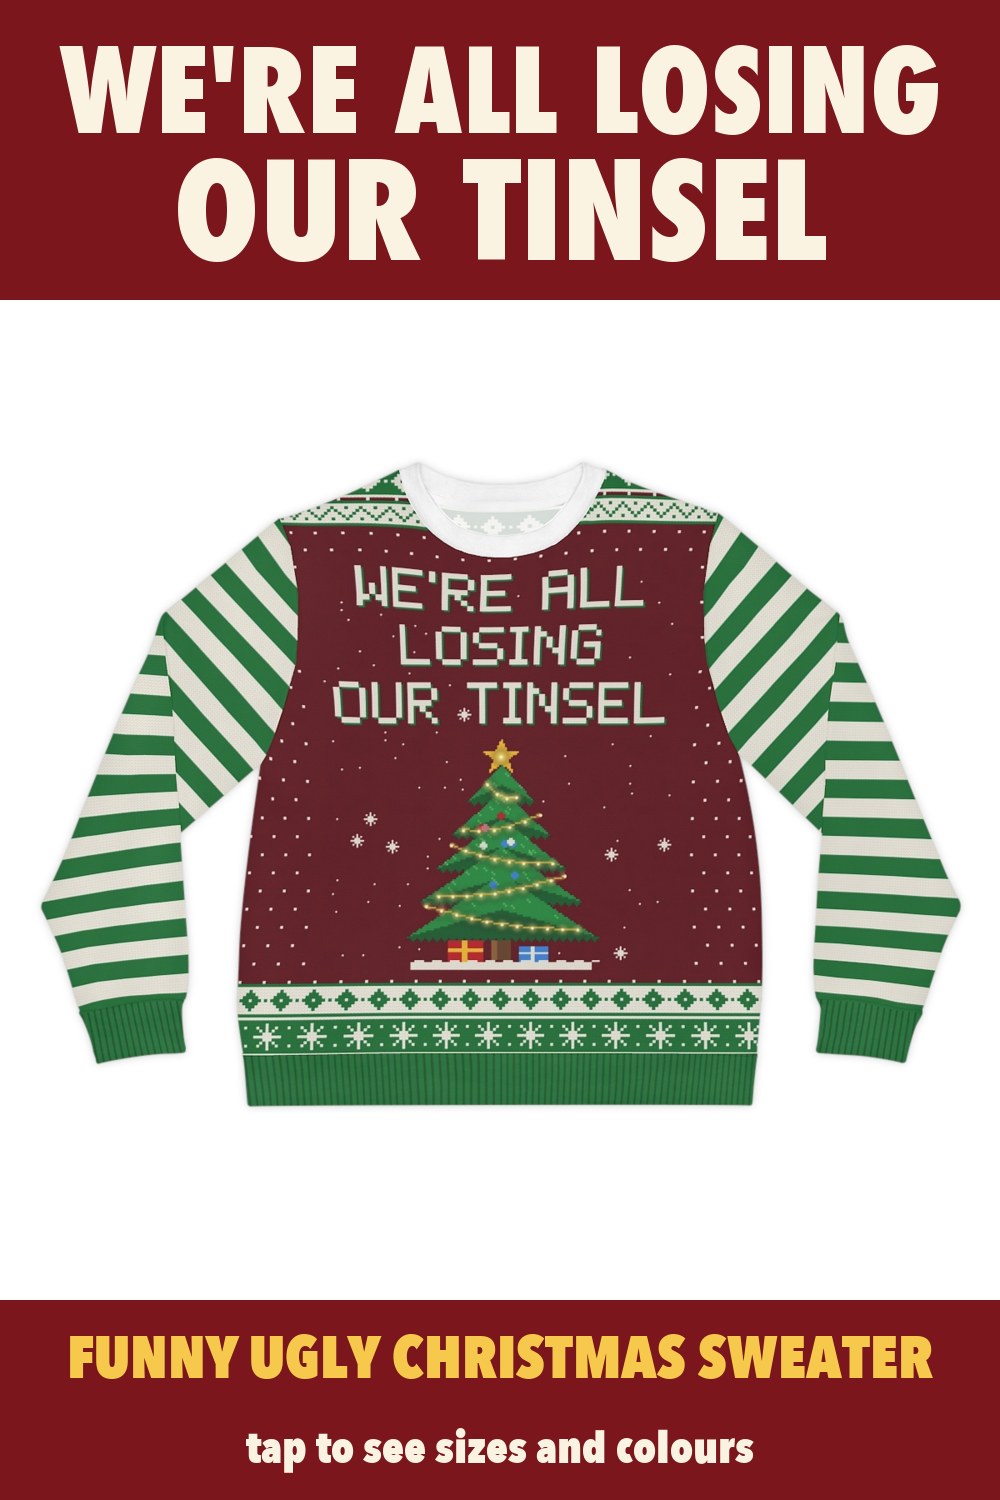 WE'RE ALL LOSING
OUR TINSEL
WE'RE ALL
LOSING
OUR TINSEL
FUNNY UGLY CHRISTMAS SWEATER
tap to see sizes and colours